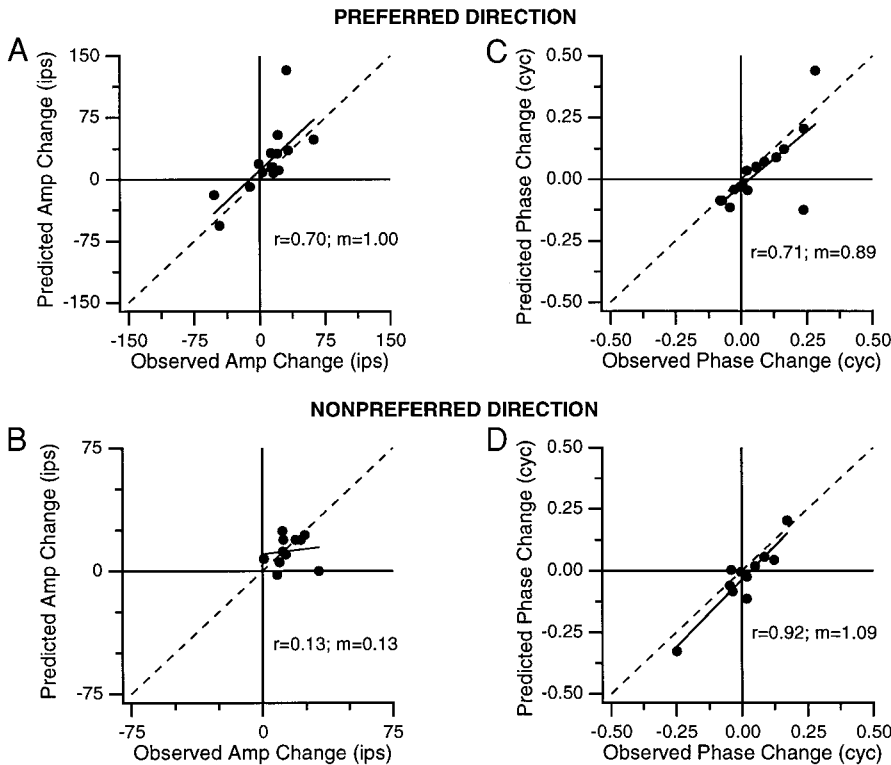 PREFERRED DIRECTION
A
Predicted Amp Change (ips)
150
75
0
-75
-150
r=0.70; m=1.00
-150 -75 0 75 150
Observed Amp Change (ips)
C
Predicted Phase Change (cyc)
0.50
0.25
0.00
-0.25
-0.50
r=0.71; m=0.89
-0.50 -0.25 0.00 0.25 0.50
Observed Phase Change (cyc)
NONPREFERRED DIRECTION
B
Predicted Amp Change (ips)
75
0
-75
r=0.13; m=0.13
-75 0 75
Observed Amp Change (ips)
D
Predicted Phase Change (cyc)
0.50
0.25
0.00
-0.25
-0.50
r=0.92; m=1.09
-0.50 -0.25 0.00 0.25 0.50
Observed Phase Change (cyc)